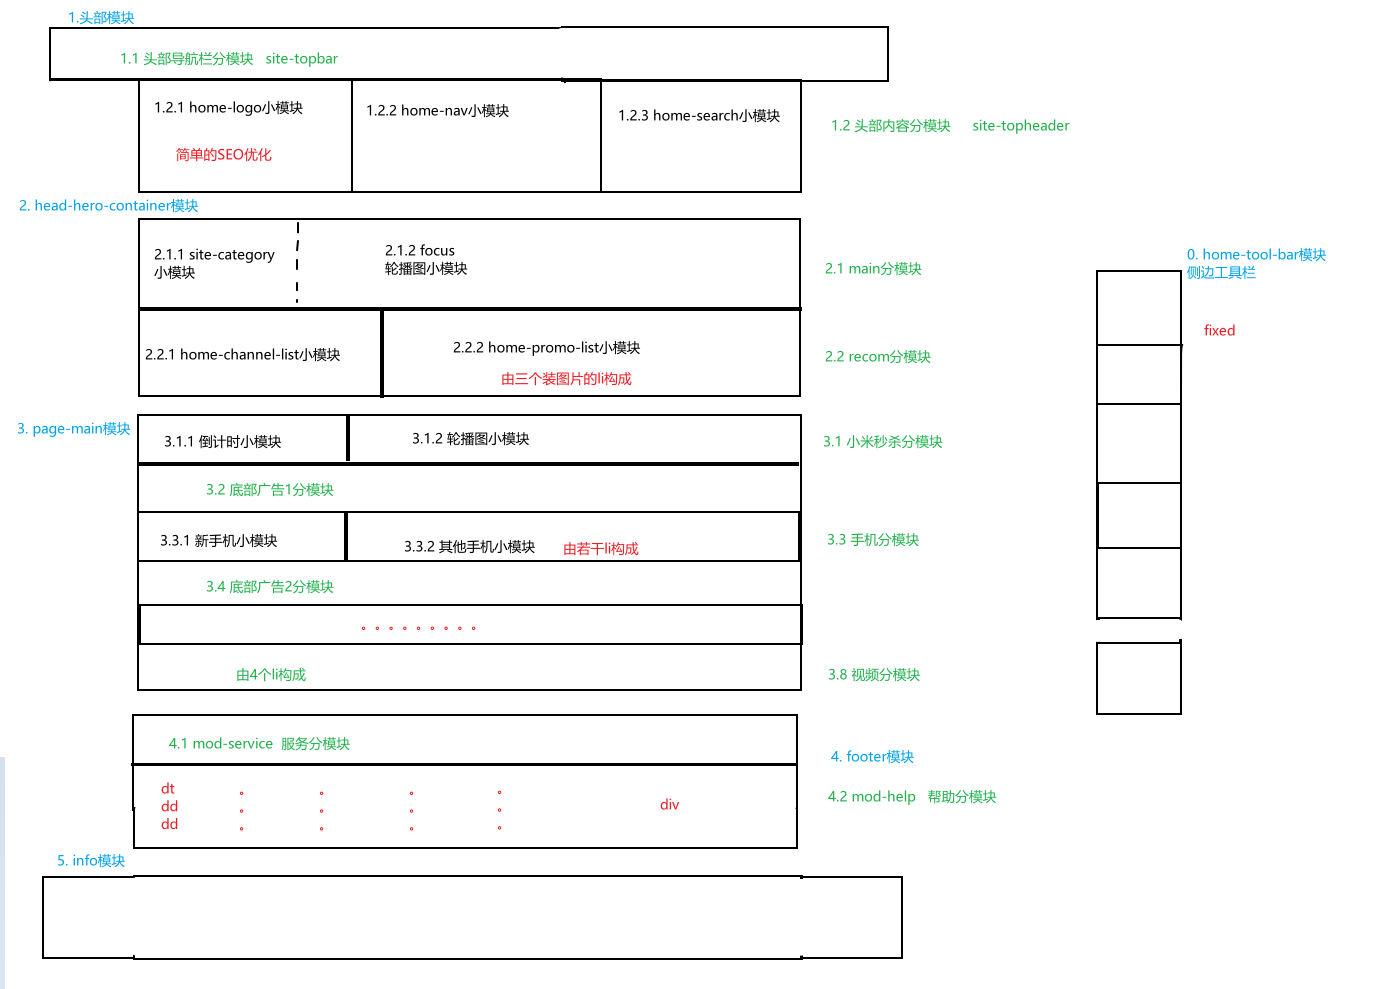 1.头部模块
1.1 头部导航栏分模块 site-topbar
1.2.1 home-logo小模块
1.2.2 home-nav小模块
1.2.3 home-search小模块
简单的SEO优化
1.2 头部内容分模块 site-topheader
2. head-hero-container模块
2.1.1 site-category
小模块
2.1.2 focus
轮播图小模块
2.1 main分模块
0. home-tool-bar模块
侧边工具栏
fixed
2.2.1 home-channel-list小模块
2.2.2 home-promo-list小模块
由三个装图片的li构成
2.2 recom分模块
3. page-main模块
3.1.1 倒计时小模块
3.1.2 轮播图小模块
3.1 小米秒杀分模块
3.2 底部广告1分模块
3.3.1 新手机小模块
3.3.2 其他手机小模块
由若干li构成
3.3 手机分模块
3.4 底部广告2分模块
。。。。。。。。。
由4个li构成
3.8 视频分模块
4.1 mod-service 服务分模块
4. footer模块
dt 。 。 。 。
dd 。 。 。 。 div
dd 。 。 。 。
4.2 mod-help 帮助分模块
5. info模块